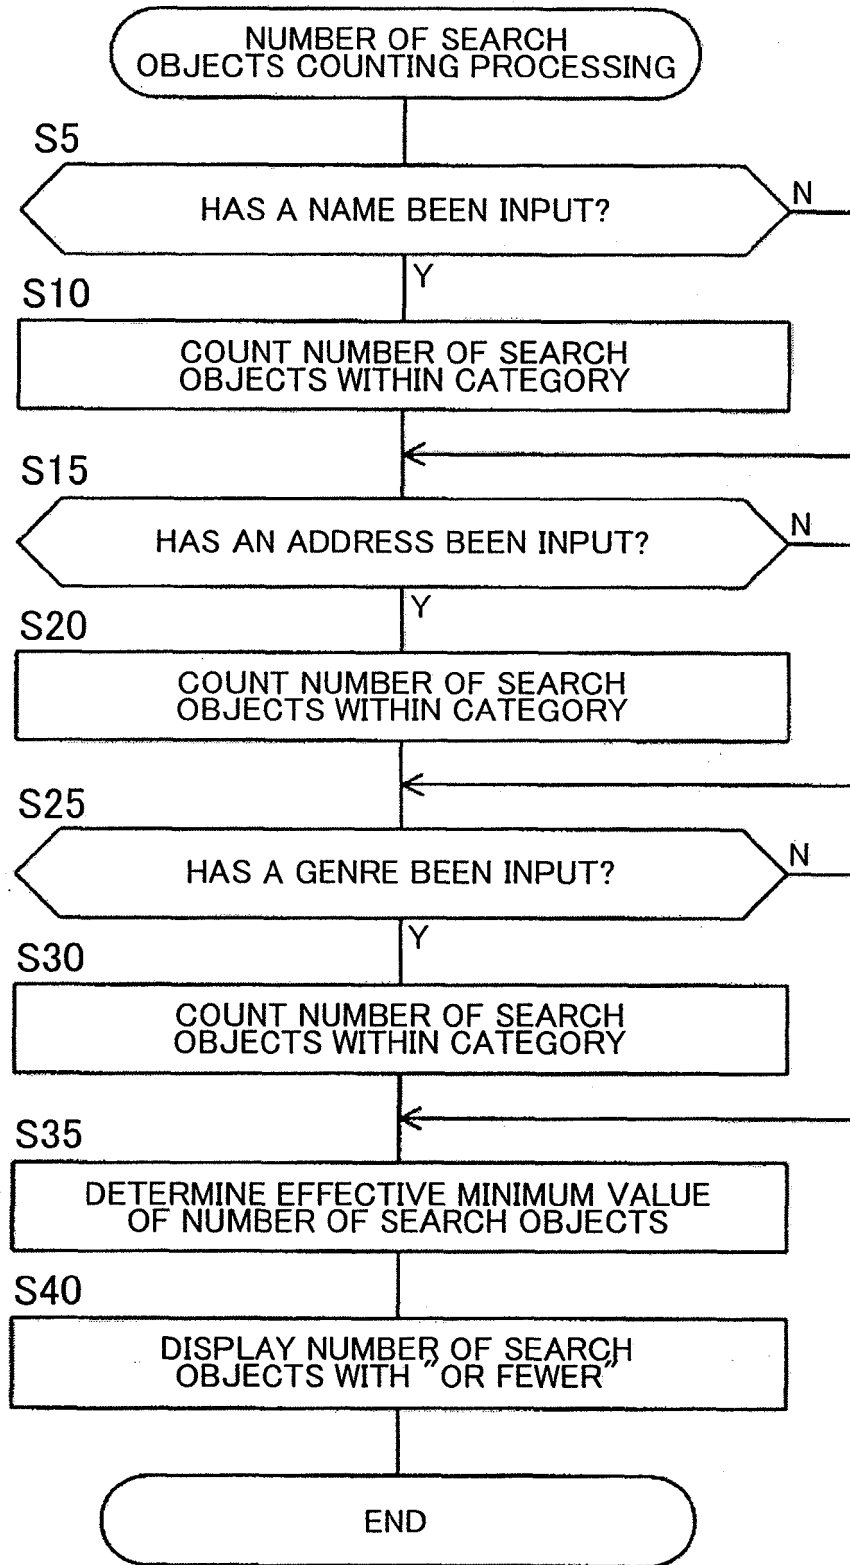 NUMBER OF SEARCH
OBJECTS COUNTING PROCESSING
S5
HAS A NAME BEEN INPUT?
N
Y
S10
COUNT NUMBER OF SEARCH
OBJECTS WITHIN CATEGORY
S15
HAS AN ADDRESS BEEN INPUT?
N
Y
S20
COUNT NUMBER OF SEARCH
OBJECTS WITHIN CATEGORY
S25
HAS A GENRE BEEN INPUT?
N
Y
S30
COUNT NUMBER OF SEARCH
OBJECTS WITHIN CATEGORY
S35
DETERMINE EFFECTIVE MINIMUM VALUE
OF NUMBER OF SEARCH OBJECTS
S40
DISPLAY NUMBER OF SEARCH
OBJECTS WITH "OR FEWER"
END